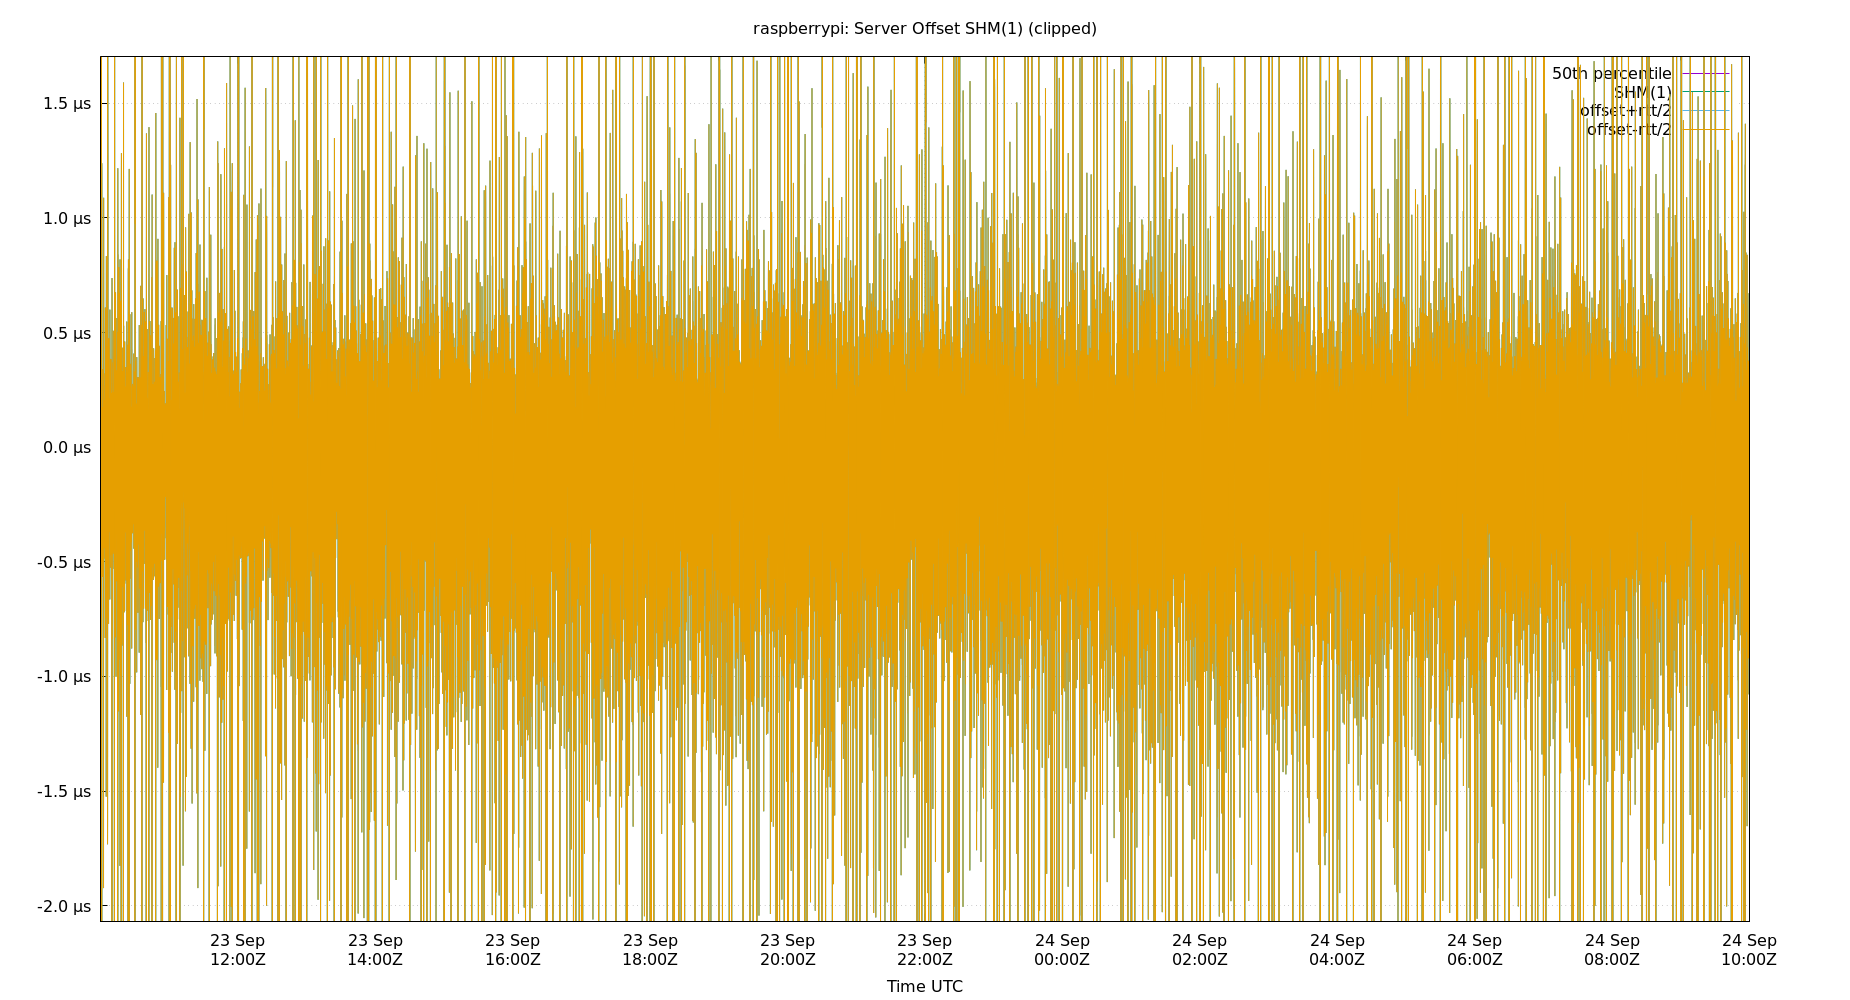 raspberrypi: Server Offset SHM(1) (clipped)
50th percentile
SHM(1)
offset+rtt/2
offset-rtt/2
1.5 µs
1.0 µs
0.5 µs
0.0 µs
-0.5 µs
-1.0 µs
-1.5 µs
-2.0 µs
23 Sep 23 Sep 23 Sep 23 Sep 23 Sep 23 Sep 24 Sep 24 Sep 24 Sep 24 Sep 24 Sep 24 Sep
12:00Z 14:00Z 16:00Z 18:00Z 20:00Z 22:00Z 00:00Z 02:00Z 04:00Z 06:00Z 08:00Z 10:00Z
Time UTC